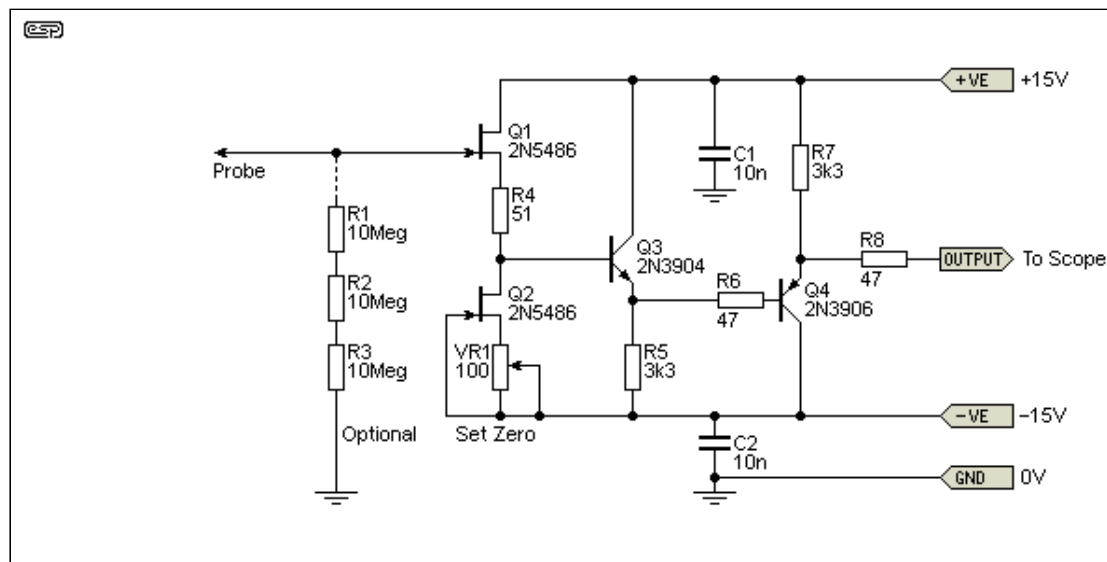 esp
+VE +15V
Q1
2N5486
Probe
C1
10n
R7
3k3
R4
51
R1
10Meg
Q3
2N3904
R8
47
OUTPUT To Scope
R6
47
Q4
2N3906
R2
10Meg
Q2
2N5486
R3
10Meg
VR1
100
R5
3k3
-VE -15V
Optional
Set Zero
C2
10n
GND 0V